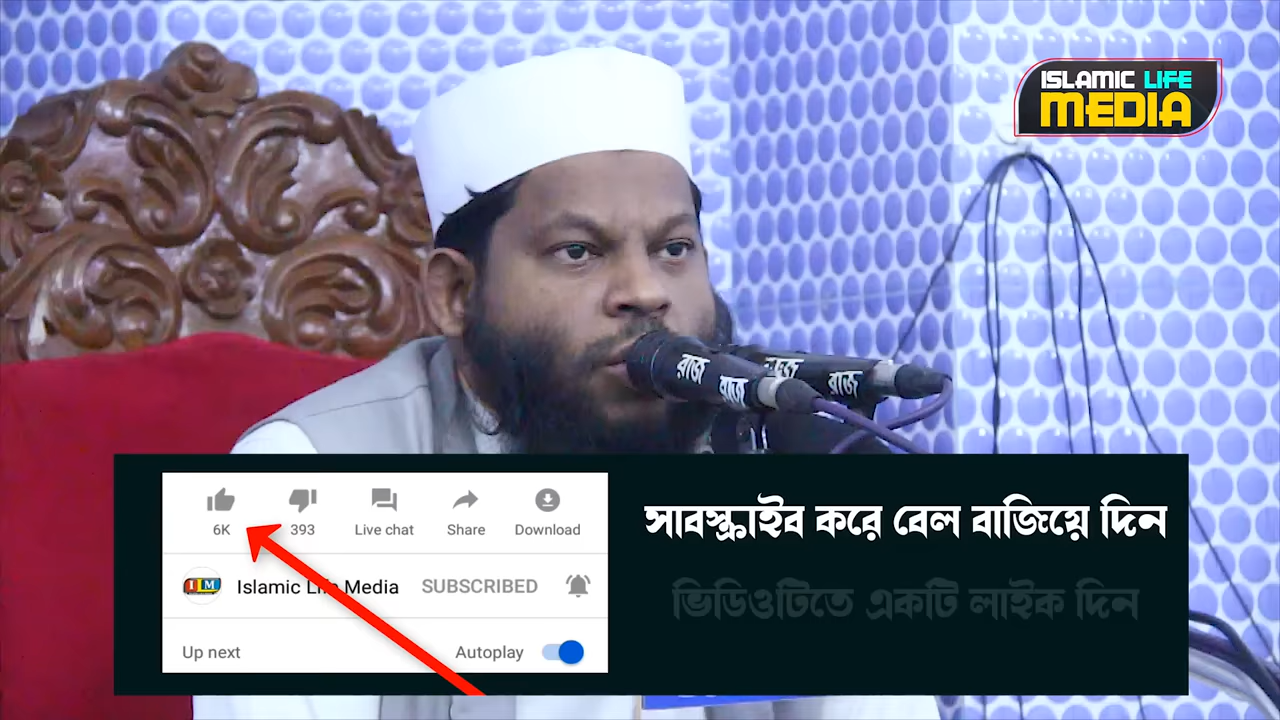 ISLAMIC LIFE
MEDIA
রাজ রাজ
রাজ
6K 393 Live chat Share Download
ILM Islamic Life Media SUBSCRIBED
Up next Autoplay
সাবস্ক্রাইব করে বেল বাজিয়ে দিন
ভিডিওটিতে একটি লাইক দিন